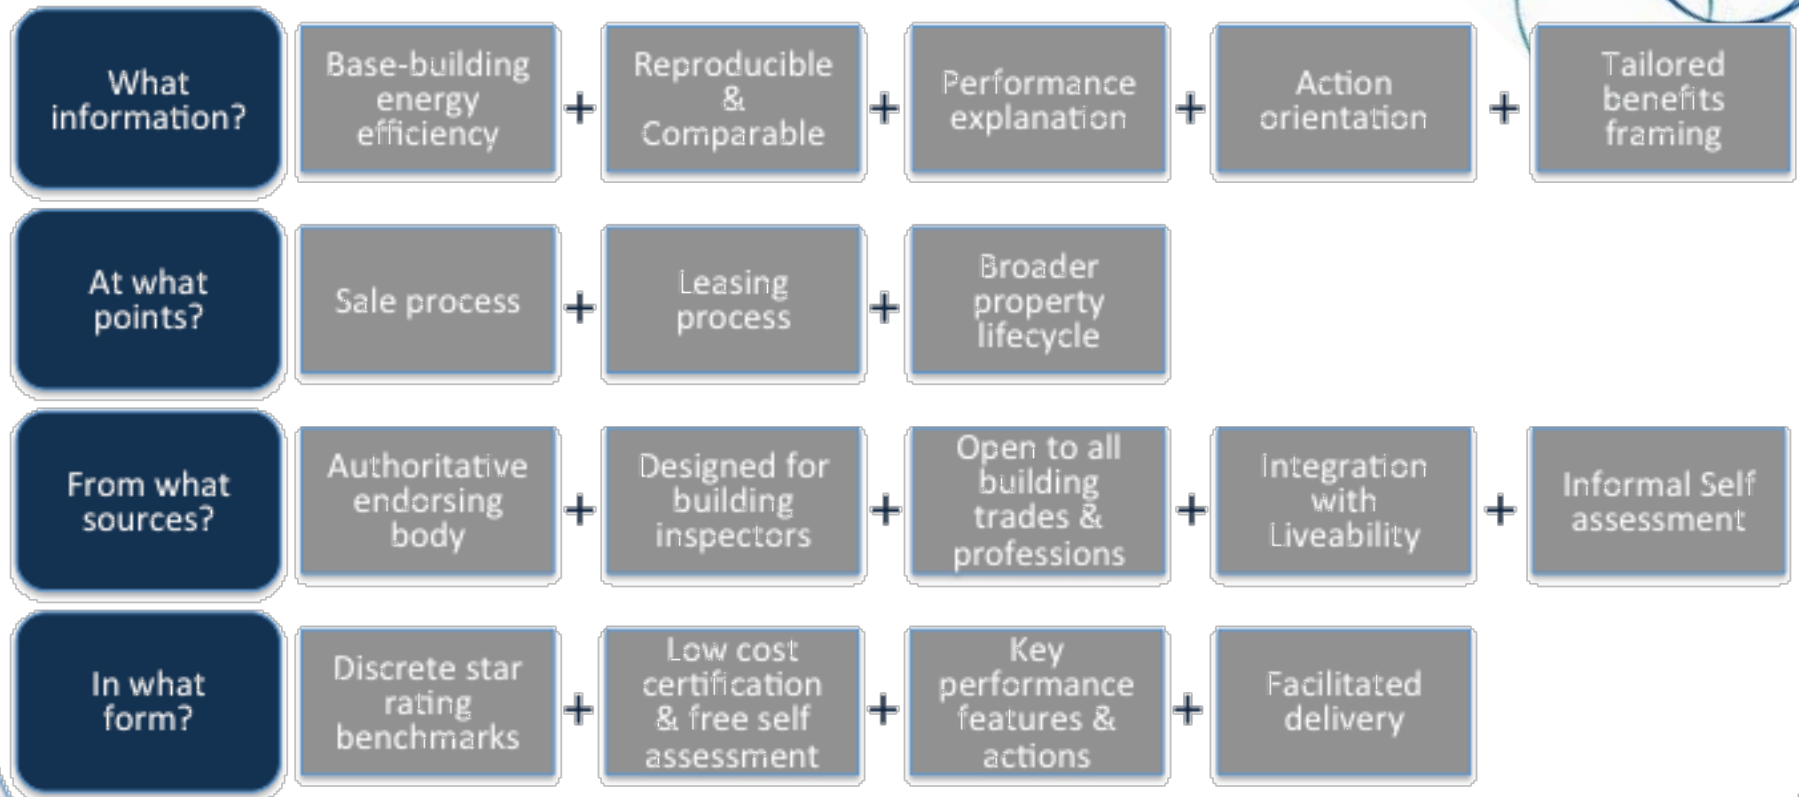 What
information?
Base-building
energy
efficiency
+
Reproducible
&
Comparable
+
Performance
explanation
+
Action
orientation
+
Tailored
benefits
framing
At what
points?
Sale process
+
Leasing
process
+
Broader
property
lifecycle
From what
sources?
Authoritative
endorsing
body
+
Designed for
building
inspectors
+
Open to all
building
trades &
professions
+
Integration
with
Liveability
+
Informal Self
assessment
In what
form?
Discrete star
rating
benchmarks
+
Low cost
certification
& free self
assessment
+
Key
performance
features &
actions
+
Facilitated
delivery